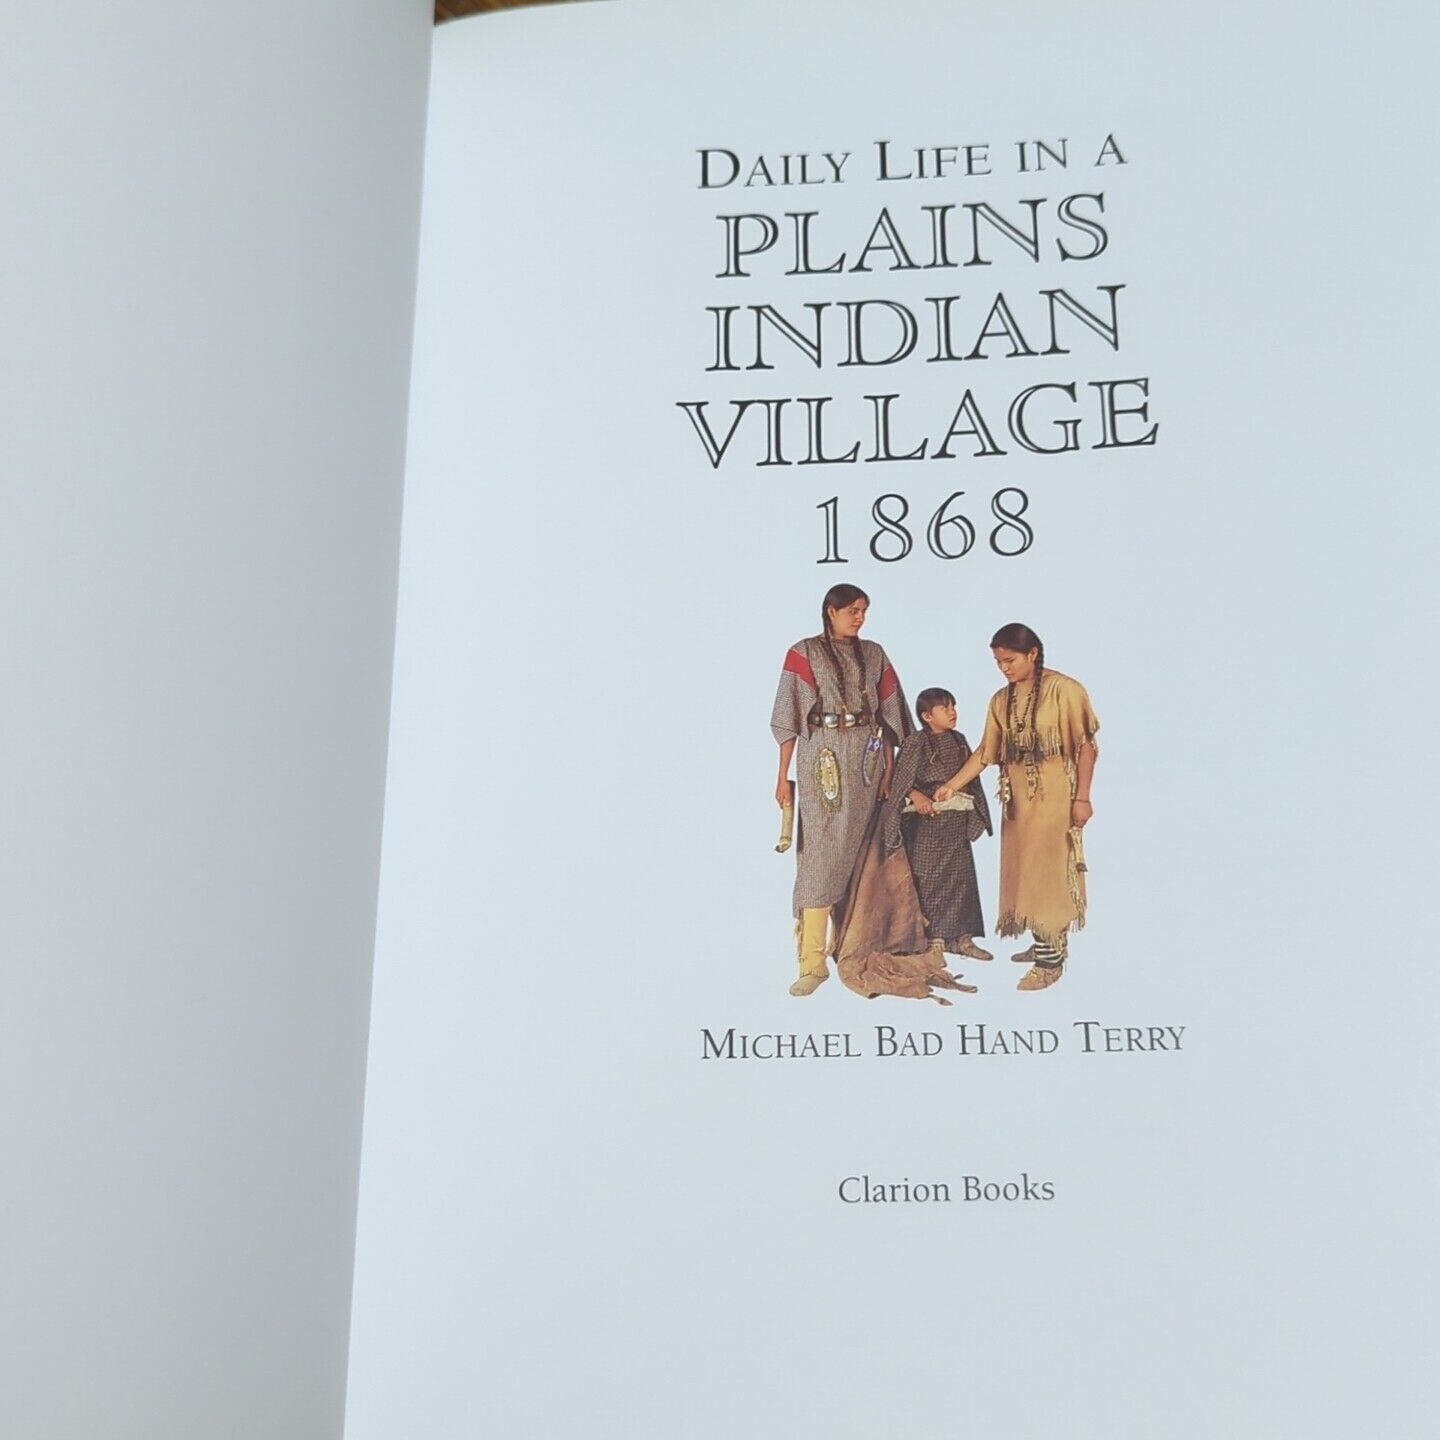 DAILY LIFE IN A
PLAINS
INDIAN
VILLAGE
1868
MICHAEL BAD HAND TERRY
Clarion Books